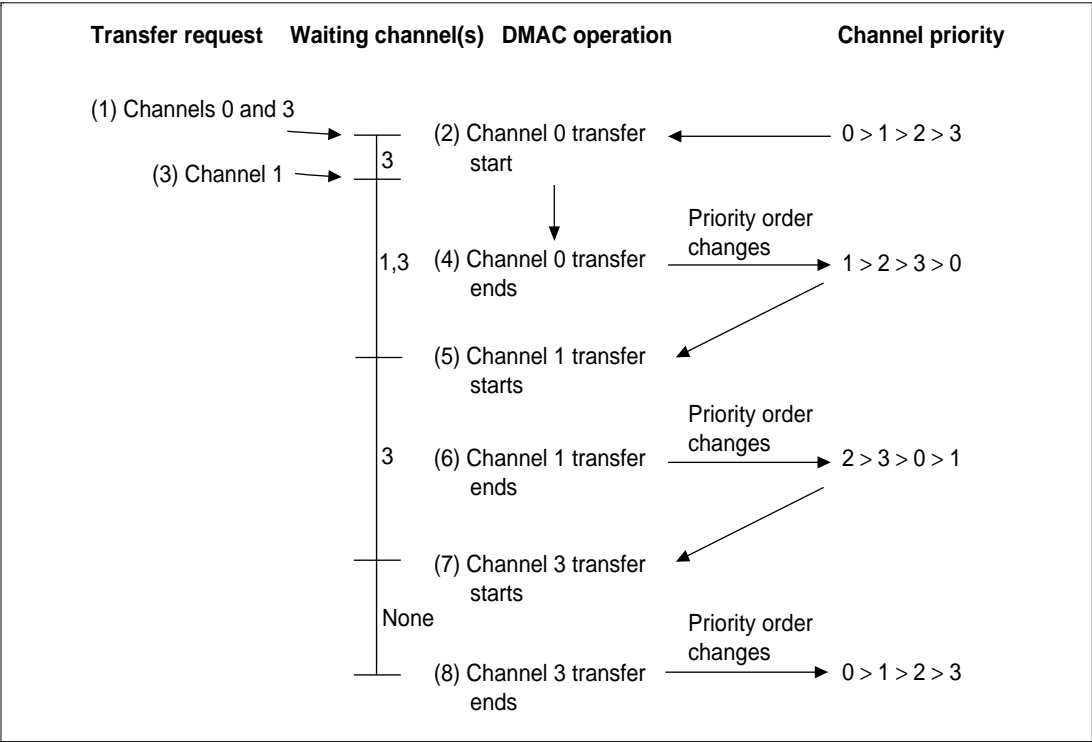 Transfer request Waiting channel(s) DMAC operation Channel priority
(1) Channels 0 and 3
(2) Channel 0 transfer
start
0 > 1 > 2 > 3
3
(3) Channel 1
Priority order
changes
1,3
(4) Channel 0 transfer
ends
1 > 2 > 3 > 0
(5) Channel 1 transfer
starts
Priority order
changes
3
(6) Channel 1 transfer
ends
2 > 3 > 0 > 1
(7) Channel 3 transfer
starts
None
Priority order
changes
(8) Channel 3 transfer
ends
0 > 1 > 2 > 3